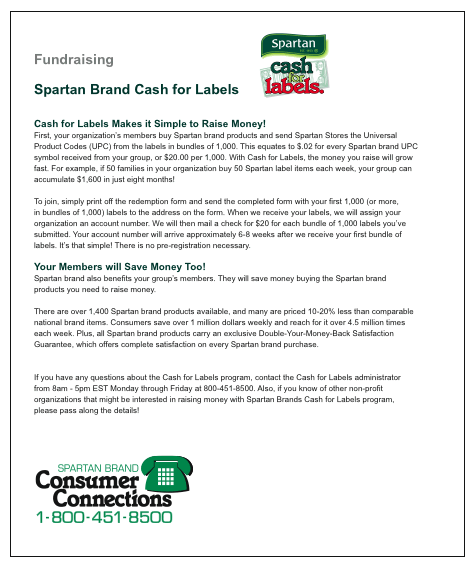 Fundraising
Spartan
cash
for
labels.
Spartan Brand Cash for Labels
Cash for Labels Makes it Simple to Raise Money!
First, your organization's members buy Spartan brand products and send Spartan Stores the Universal
Product Codes (UPC) from the labels in bundles of 1,000. This equates to $.02 for every Spartan brand UPC
symbol received from your group, or $20.00 per 1,000. With Cash for Labels, the money you raise will grow
fast. For example, if 50 families in your organization buy 50 Spartan label items each week, your group can
accumulate $1,600 in just eight months!
To join, simply print off the redemption form and send the completed form with your first 1,000 (or more,
in bundles of 1,000) labels to the address on the form. When we receive your labels, we will assign your
organization an account number. We will then mail a check for $20 for each bundle of 1,000 labels you've
submitted. Your account number will arrive approximately 6-8 weeks after we receive your first bundle of
labels. It's that simple! There is no pre-registration necessary.
Your Members will Save Money Too!
Spartan brand also benefits your group's members. They will save money buying the Spartan brand
products you need to raise money.
There are over 1,400 Spartan brand products available, and many are priced 10-20% less than comparable
national brand items. Consumers save over 1 million dollars weekly and reach for it over 4.5 million times
each week. Plus, all Spartan brand products carry an exclusive Double-Your-Money-Back Satisfaction
Guarantee, which offers complete satisfaction on every Spartan brand purchase.
If you have any questions about the Cash for Labels program, contact the Cash for Labels administrator
from 8am - 5pm EST Monday through Friday at 800-451-8500. Also, if you know of other non-profit
organizations that might be interested in raising money with Spartan Brands Cash for Labels program,
please pass along the details!
SPARTAN BRAND
Consumer
Connections
1-800-451-8500